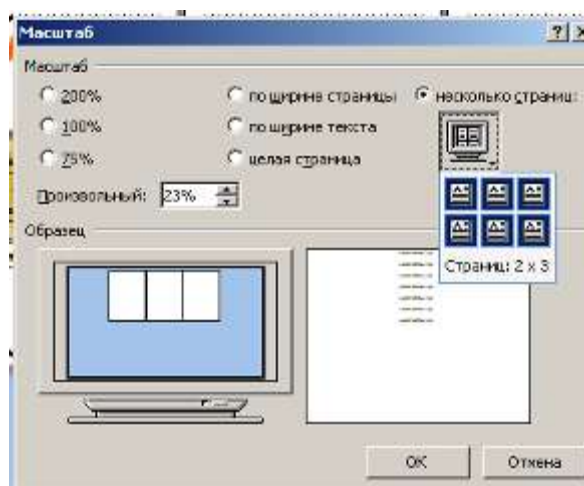 Масштаб
Масштаб
200%
по ширине страницы
несколько страниц:
100%
по ширине текста
75%
целая страница
Произвольный: 23%
Образец
Страниц: 2 x 3
ОК
Отмена